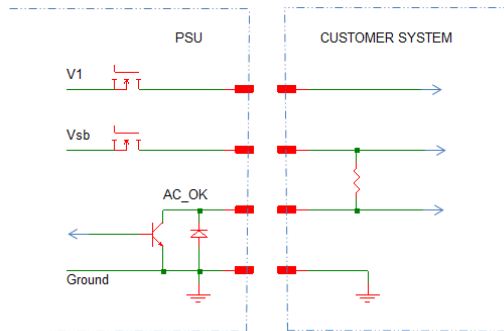 PSU
CUSTOMER SYSTEM
V1
Vsb
AC_OK
Ground